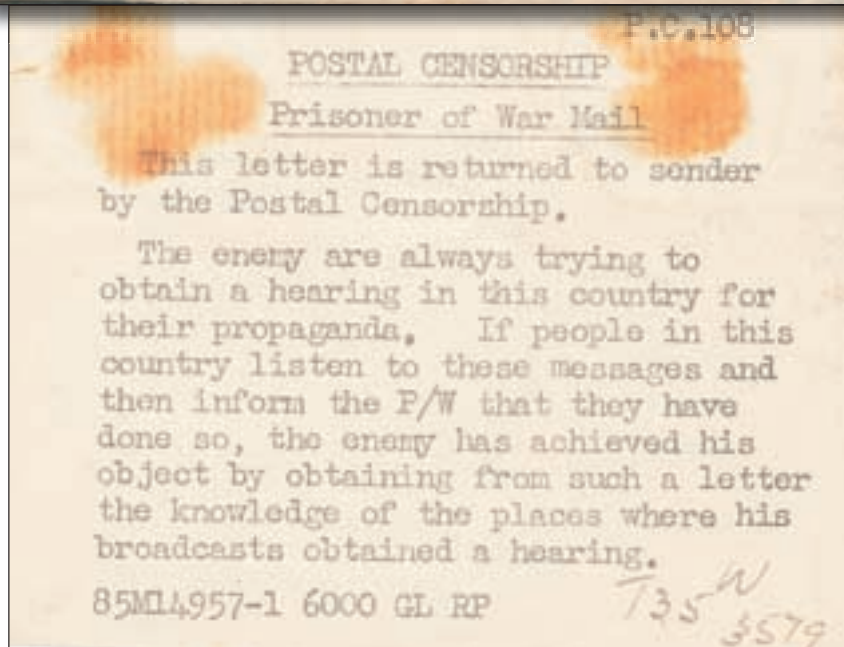 P.C.108
POSTAL CENSORSHIP
Prisoner of War Mail
This letter is returned to sender
by the Postal Censorship.
The enemy are always trying to
obtain a hearing in this country for
their propaganda. If people in this
country listen to these messages and
then inform the P/W that they have
done so, the enemy has achieved his
object by obtaining from such a letter
the knowledge of the places where his
broadcasts obtained a hearing.
85M14957-1 6000 GL RP
T35 W
3579